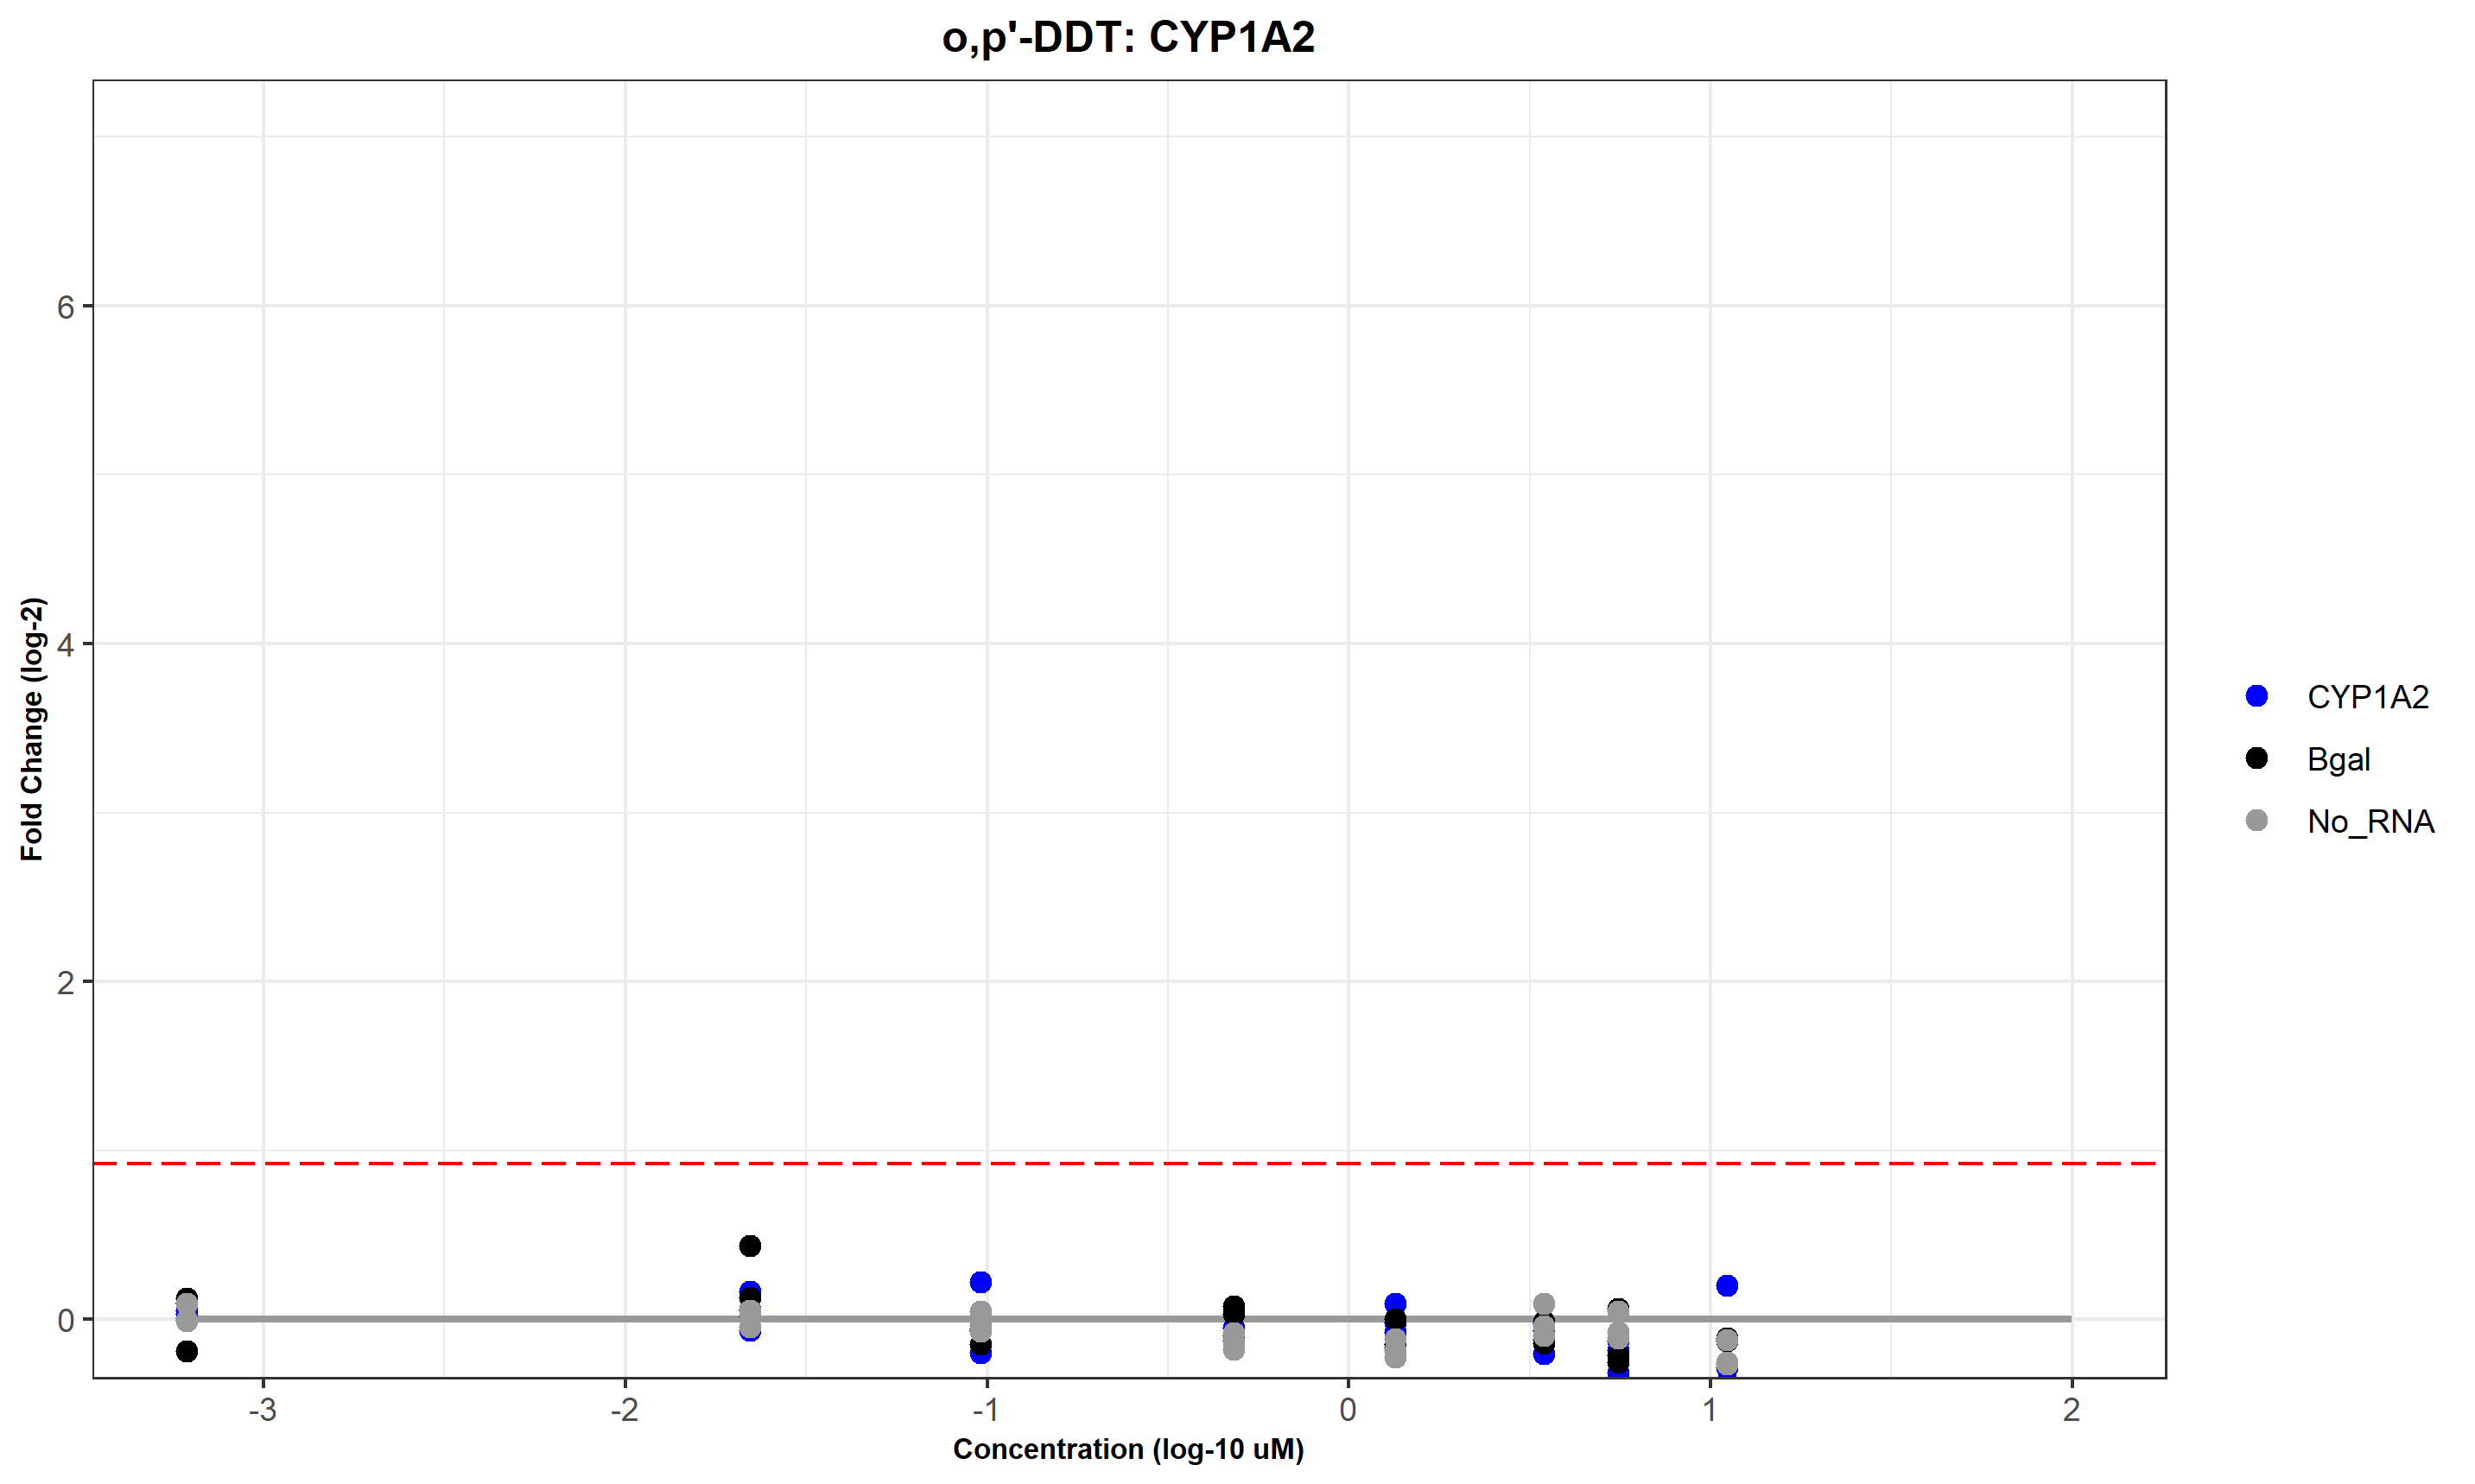 o,p'-DDT: CYP1A2
Fold Change (log-2)
6
4
2
0
-3
-2
-1
0
1
2
Concentration (log-10 uM)
CYP1A2
Bgal
No_RNA